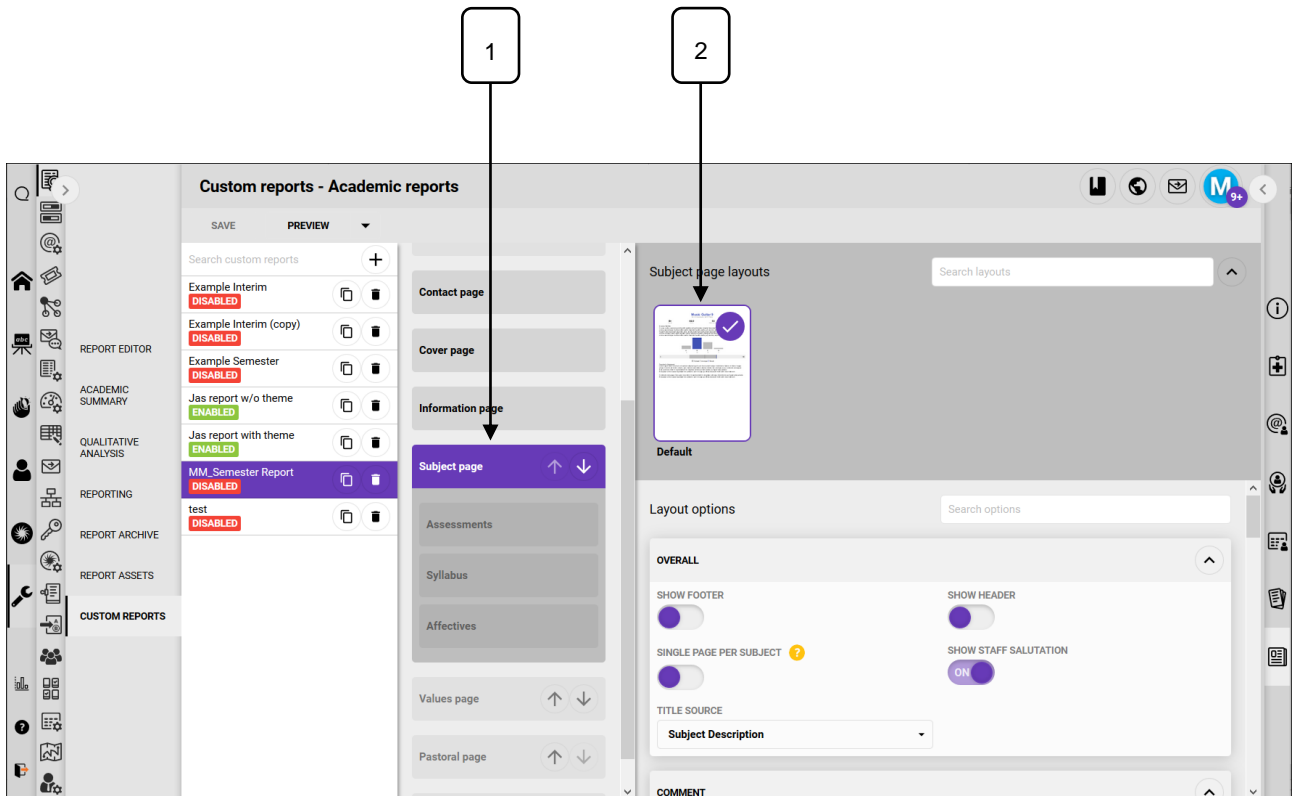 1
2
Custom reports - Academic reports
M
9+
SAVE
PREVIEW
Search custom reports
Example Interim
DISABLED
Example Interim (copy)
DISABLED
Example Semester
DISABLED
Jas report w/o theme
ENABLED
Jas report with theme
ENABLED
MM_Semester Report
DISABLED
test
DISABLED
abc
REPORT EDITOR
ACADEMIC
SUMMARY
QUALITATIVE
ANALYSIS
REPORTING
REPORT ARCHIVE
REPORT ASSETS
CUSTOM REPORTS
Contact page
Cover page
Information page
Subject page
Assessments
Syllabus
Affectives
Values page
Pastoral page
Subject page layouts
Search layouts
Default
Layout options
Search options
OVERALL
SHOW FOOTER
SHOW HEADER
SINGLE PAGE PER SUBJECT ?
SHOW STAFF SALUTATION
ON
TITLE SOURCE
Subject Description
COMMENT